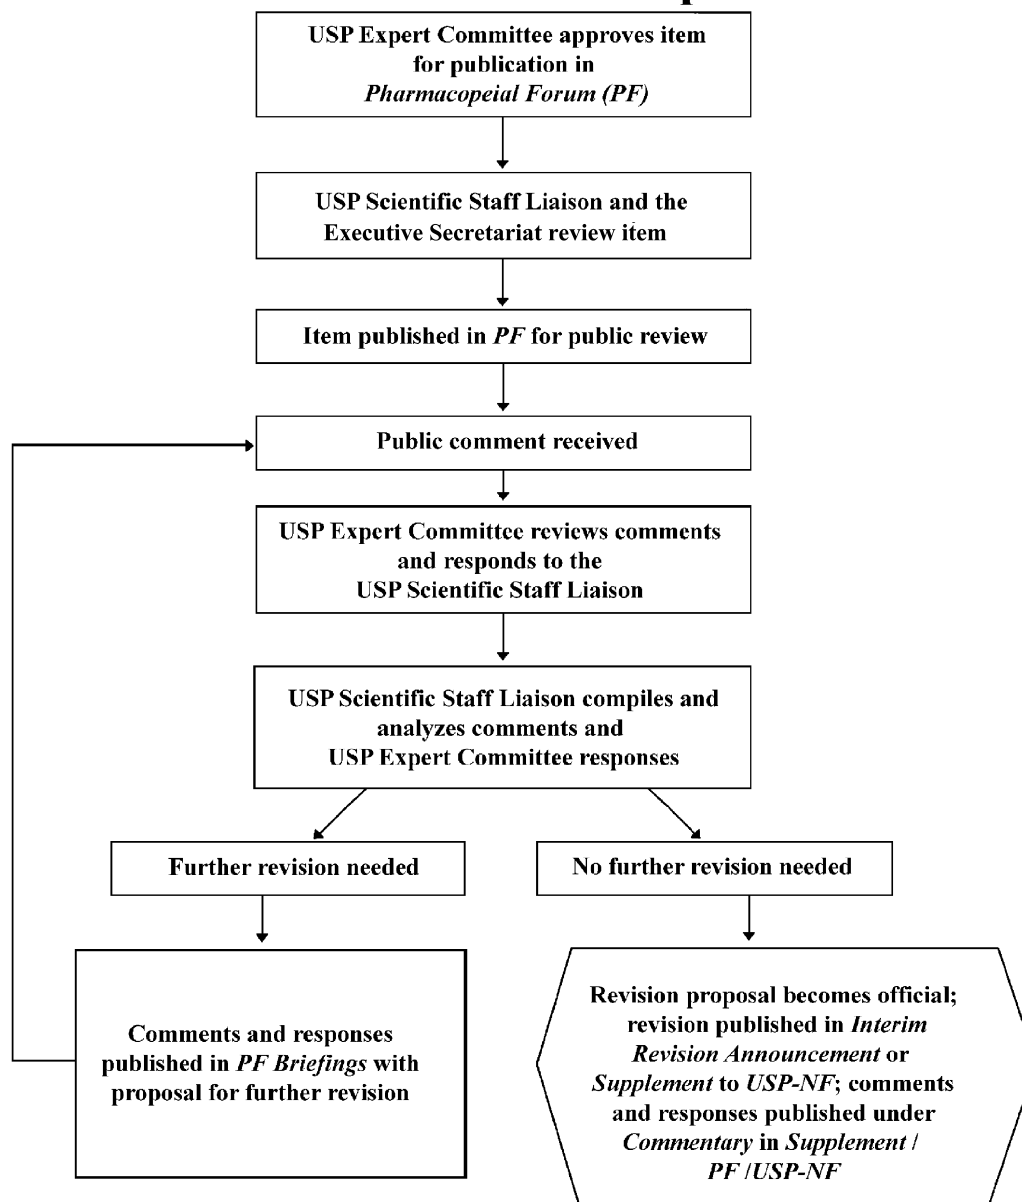 USP Expert Committee approves item
for publication in
Pharmacopeial Forum (PF)
USP Scientific Staff Liaison and the
Executive Secretariat review item
Item published in PF for public review
Public comment received
USP Expert Committee reviews comments
and responds to the
USP Scientific Staff Liaison
USP Scientific Staff Liaison compiles and
analyzes comments and
USP Expert Committee responses
Further revision needed
No further revision needed
Comments and responses
published in PF Briefings with
proposal for further revision
Revision proposal becomes official;
revision published in Interim
Revision Announcement or
Supplement to USP-NF; comments
and responses published under
Commentary in Supplement /
PF /USP-NF